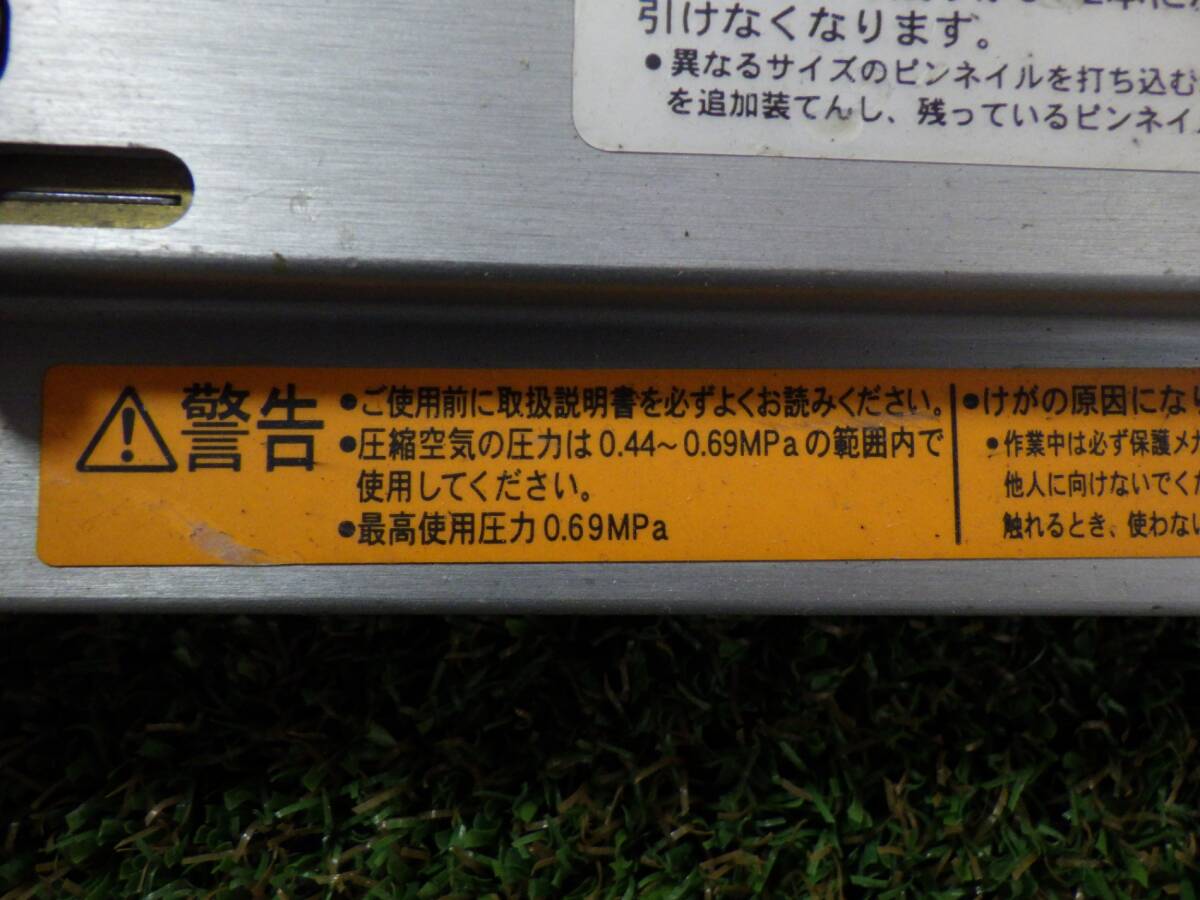 引けなくなります。
●異なるサイズのピンネイルを打ち込む
を追加装てんし、残っているピンネイ
警告
●ご使用前に取扱説明書を必ずよくお読みください。
●圧縮空気の圧力は0.44〜0.69MPaの範囲内で
使用してください。
●最高使用圧力0.69MPa
●けがの原因にな
●作業中は必ず保護メガ
他人に向けないでくだ
触れるとき、使わない